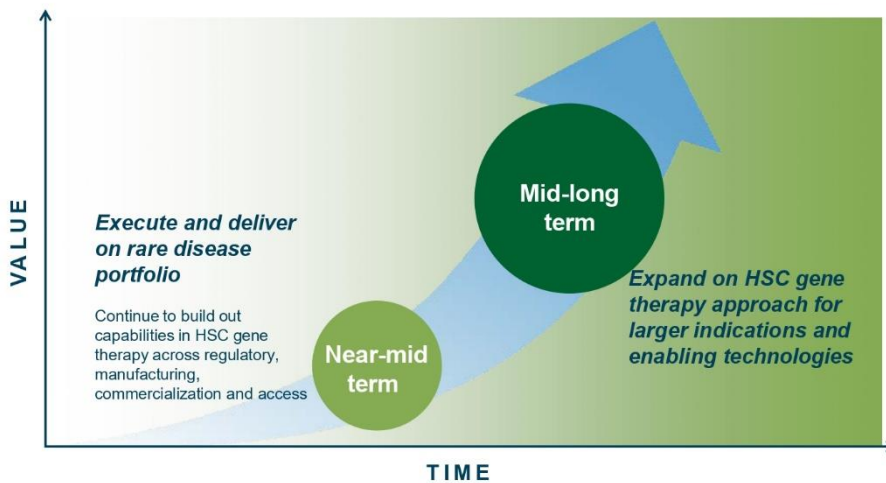 VALUE
Execute and deliver
on rare disease
portfolio
Continue to build out
capabilities in HSC gene
therapy across regulatory,
manufacturing,
commercialization and access
Near-mid
term
Mid-long
term
Expand on HSC gene
therapy approach for
larger indications and
enabling technologies
TIME